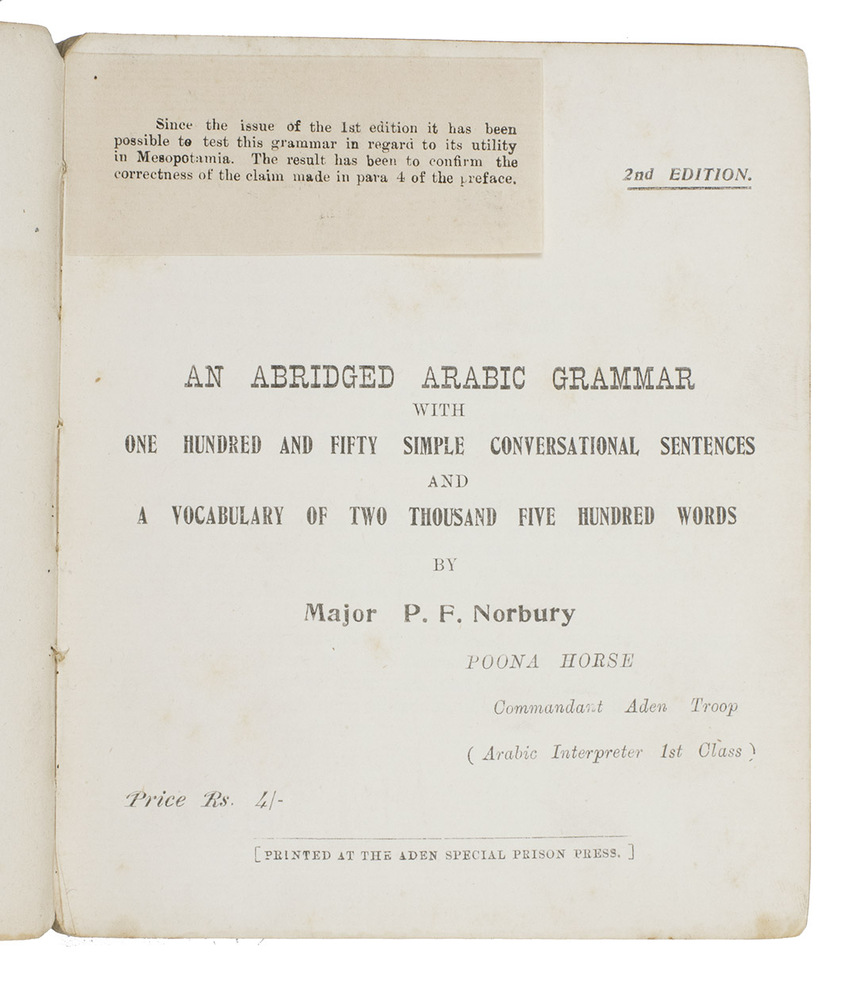 Since the issue of the 1st edition it has been
possible to test this grammar in regard to its utility
in Mesopotamia. The result has been to confirm the
correctness of the claim made in para 4 of the preface.
2nd EDITION.
AN ABRIDGED ARABIC GRAMMAR
WITH
ONE HUNDRED AND FIFTY SIMPLE CONVERSATIONAL SENTENCES
AND
A VOCABULARY OF TWO THOUSAND FIVE HUNDRED WORDS
BY
Major P. F. Norbury
POONA HORSE
Commandant Aden Troop
( Arabic Interpreter 1st Class )
Price Rs. 4/-
[ PRINTED AT THE ADEN SPECIAL PRISON PRESS. ]